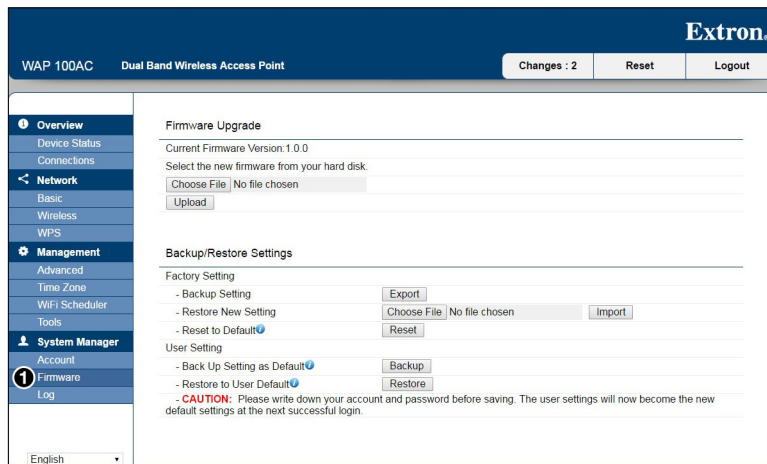 Extron®
WAP 100AC Dual Band Wireless Access Point Changes : 2 Reset Logout
Overview
Device Status
Connections
Network
Basic
Wireless
WPS
Management
Advanced
Time Zone
WiFi Scheduler
Tools
System Manager
Account
1 Firmware
Log
English
Firmware Upgrade
Current Firmware Version:1.0.0
Select the new firmware from your hard disk.
Choose File No file chosen
Upload
Backup/Restore Settings
Factory Setting
- Backup Setting Export
- Restore New Setting Choose File No file chosen Import
- Reset to Default Reset
User Setting
- Back Up Setting as Default Backup
- Restore to User Default Restore
- CAUTION: Please write down your account and password before saving. The user settings will now become the new
default settings at the next successful login.